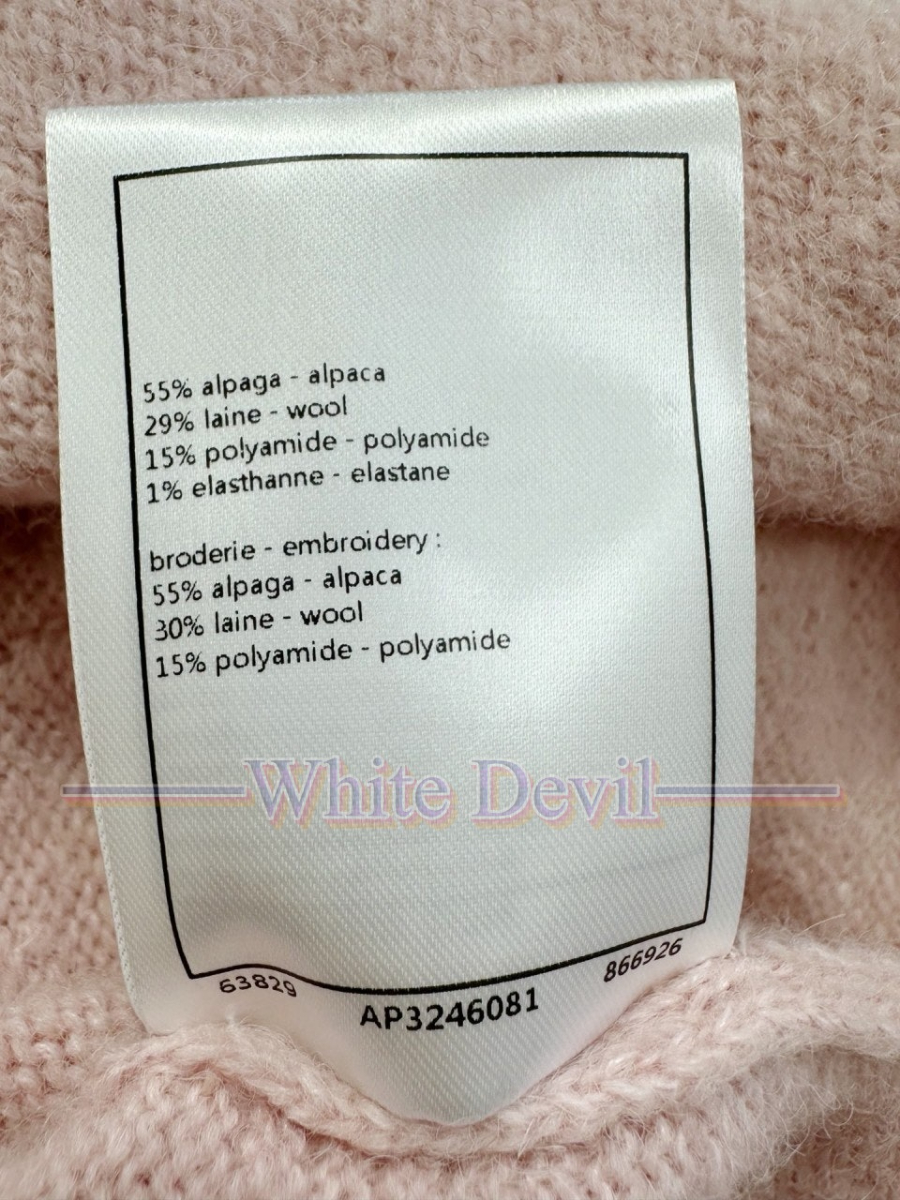 55% alpaga - alpaca
29% laine - wool
15% polyamide - polyamide
1% elasthanne - elastane
broderie - embroidery :
55% alpaga - alpaca
30% laine - wool
15% polyamide - polyamide
White Devil
63829 AP3246081 866926